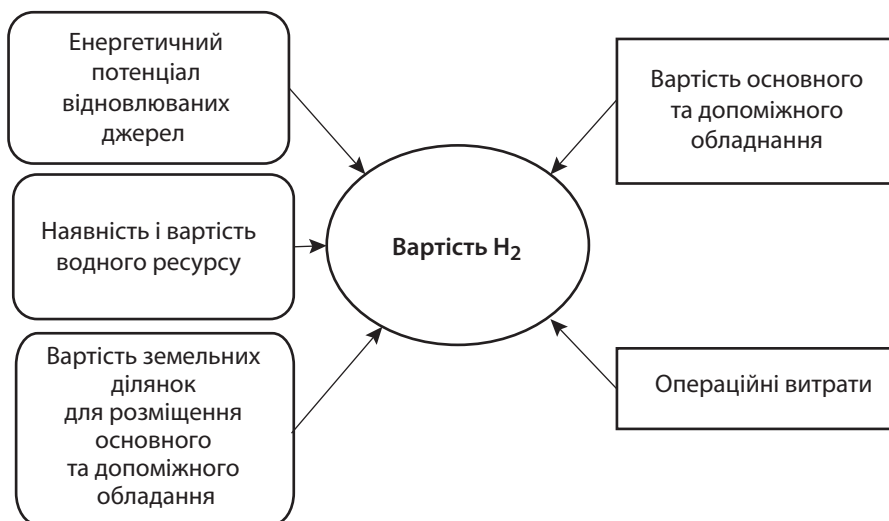 Енергетичний
потенціал
відновлюваних
джерел
Наявність і вартість
водного ресурсу
Вартість земельних
ділянок
для розміщення
основного
та допоміжного
обладання
Вартість H2
Вартість основного
та допоміжного
обладнання
Операційні витрати